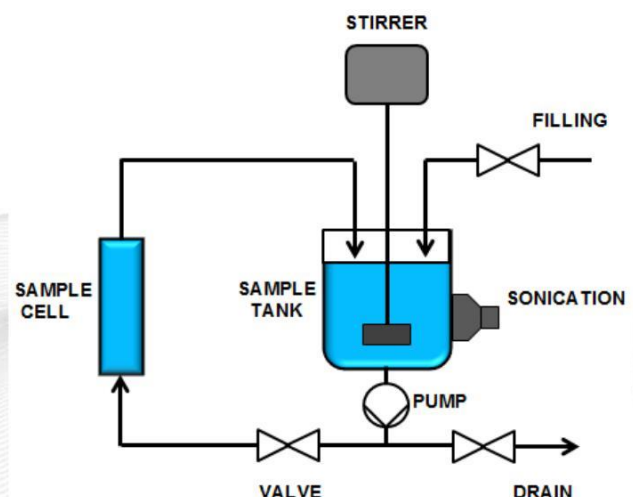 STIRRER
FILLING
SAMPLE
CELL
SAMPLE
TANK
SONICATION
PUMP
VALVE
DRAIN